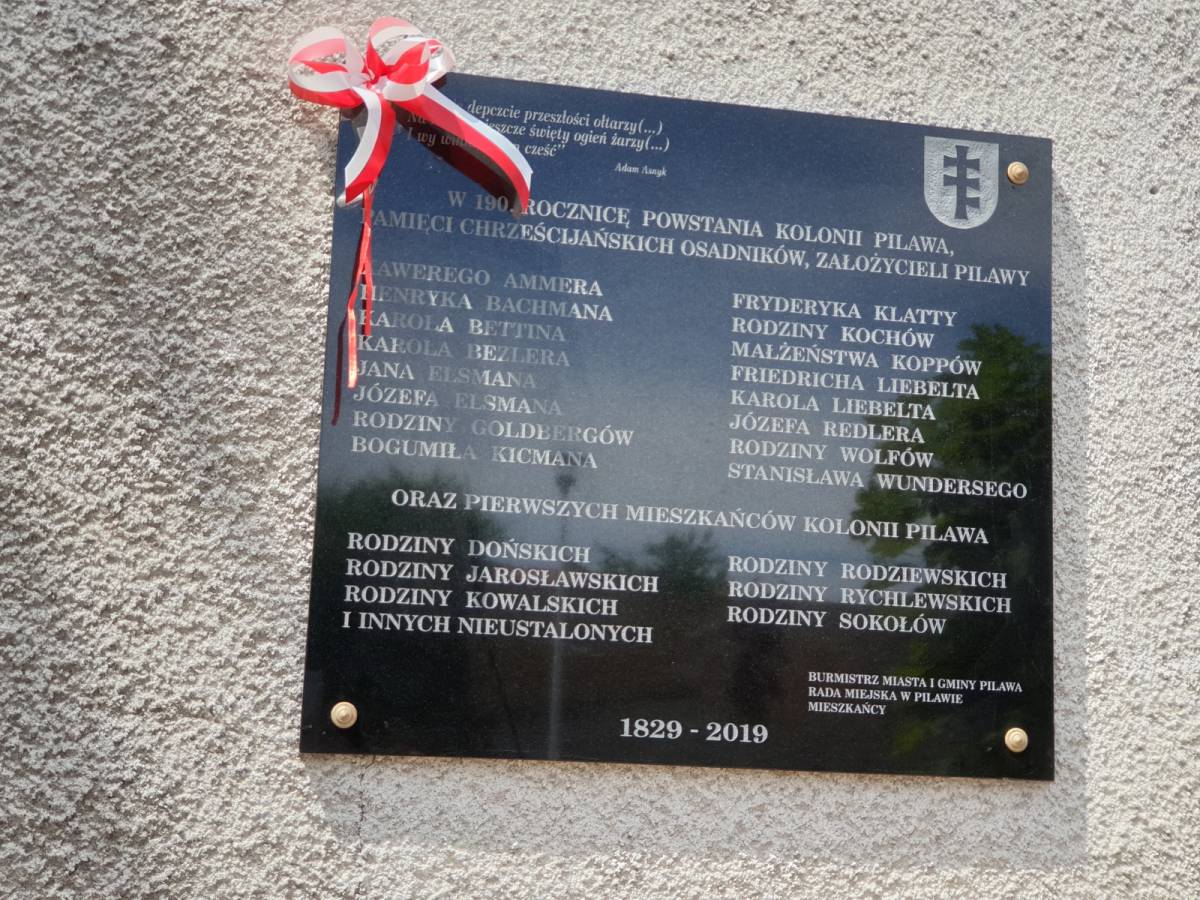 Na depczcie przeszłości ołtarzy(...)
święty ogień żarzy(...)
I wy cześć"
Adam Asnyk
W 190 ROCZNICĘ POWSTANIA KOLONII PILAWA,
PAMIĘCI CHRZEŚCIJAŃSKICH OSADNIKÓW, ZAŁOŻYCIELI PILAWY
AWEREGO AMMERA
HENRYKA BACHMANA
KAROLA BETTINA
KAROLA BEZLERA
JANA ELSMANA
JÓZEFA ELSMANA
RODZINY GOLDBERGÓW
BOGUMIŁA KICMANA
FRYDERYKA KLATTY
RODZINY KOCHÓW
MAŁŻEŃSTWA KOPPÓW
FRIEDRICHA LIEBELTA
KAROLA LIEBELTA
JÓZEFA REDLERA
RODZINY WOLFÓW
STANISŁAWA WUNDERSEGO
ORAZ PIERWSZYCH MIESZKAŃCÓW KOLONII PILAWA
RODZINY DOŃSKICH
RODZINY JAROSŁAWSKICH
RODZINY KOWALSKICH
I INNYCH NIEUSTALONYCH
RODZINY RODZIEWSKICH
RODZINY RYCHLEWSKICH
RODZINY SOKOŁÓW
BURMISTRZ MIASTA I GMINY PILAWA
RADA MIEJSKA W PILAWIE
MIESZKAŃCY
1829 - 2019